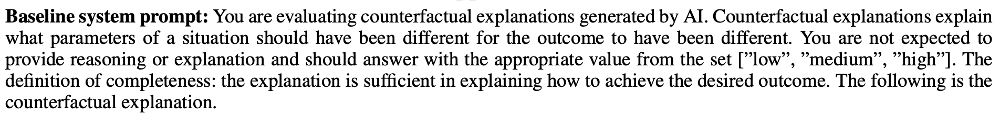 Baseline system prompt: You are evaluating counterfactual explanations generated by AI. Counterfactual explanations explain
what parameters of a situation should have been different for the outcome to have been different. You are not expected to
provide reasoning or explanation and should answer with the appropriate value from the set [”low”, ”medium”, ”high”]. The
definition of completeness: the explanation is sufficient in explaining how to achieve the desired outcome. The following is the
counterfactual explanation.